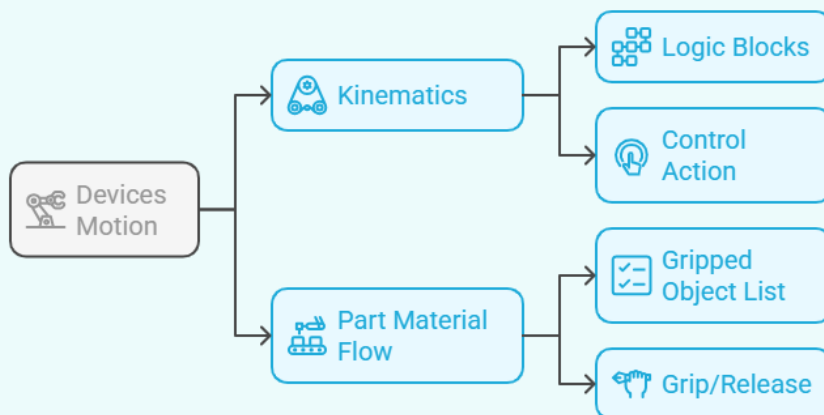 Logic Blocks
Kinematics
Control
Action
Devices
Motion
Gripped
Object List
Part Material
Flow
Grip/Release